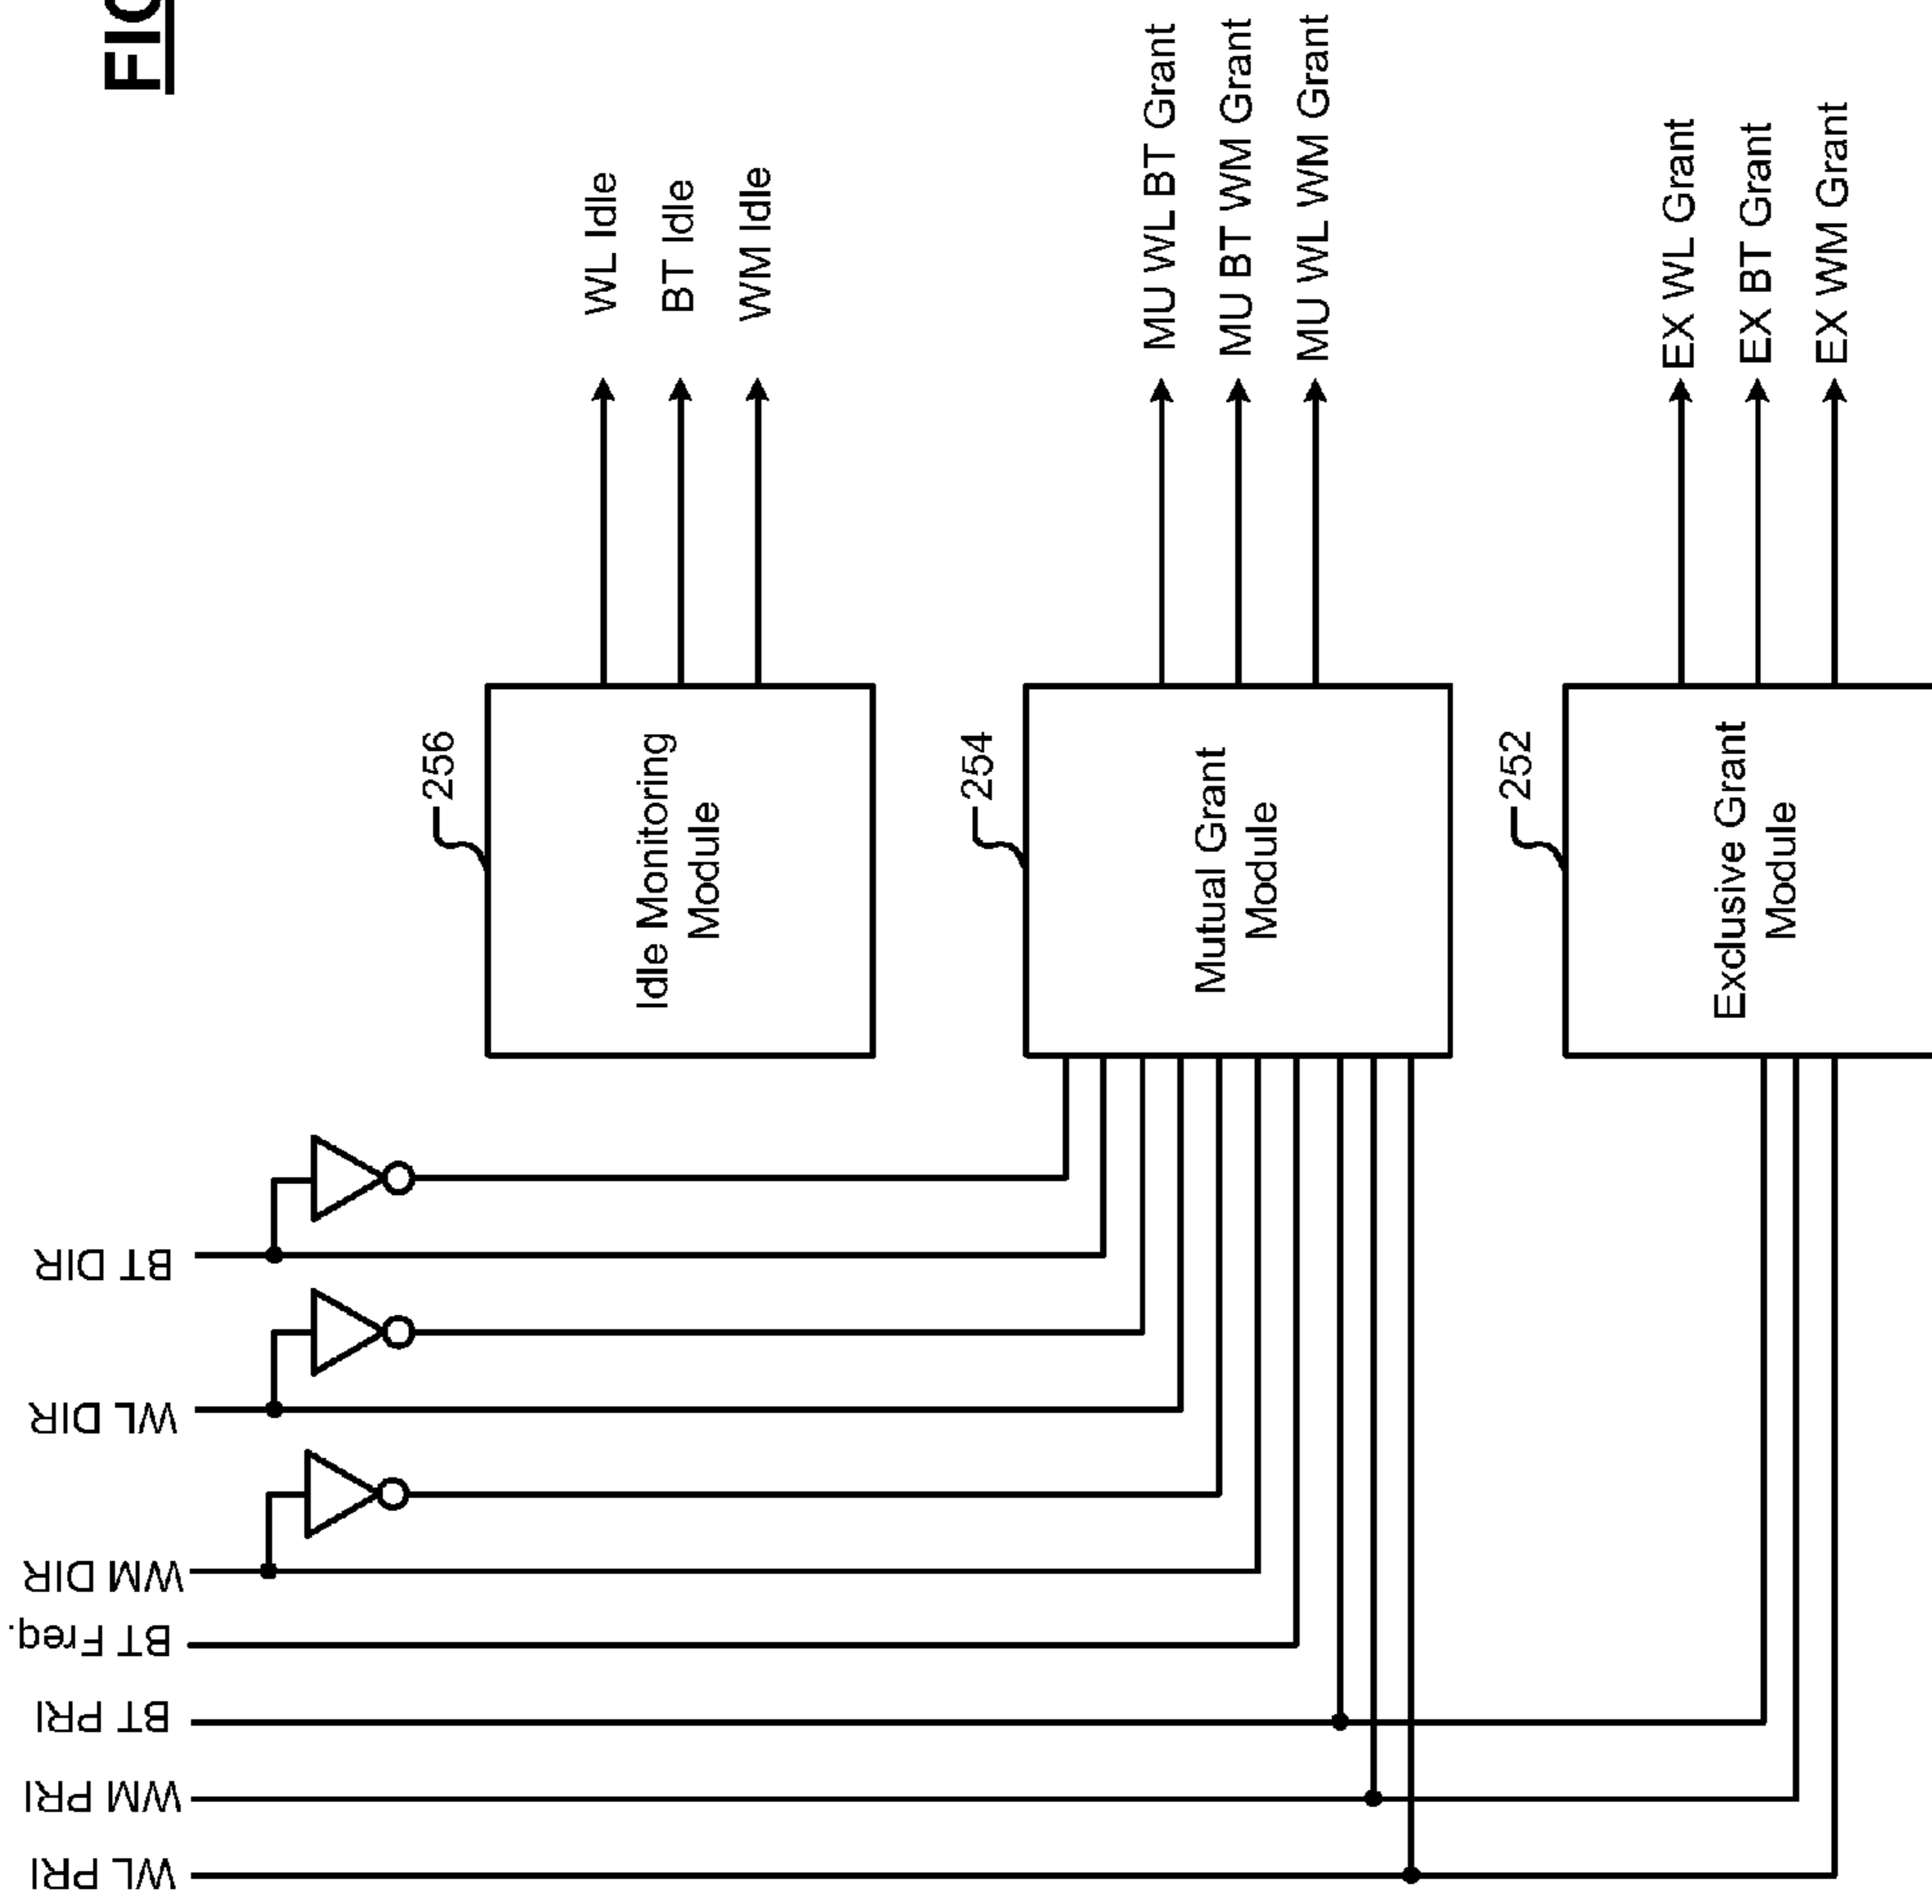 WL Idle
BT Idle
WM Idle
MU WL BT Grant
MU BT WM Grant
MU WL WM Grant
EX WL Grant
EX BT Grant
EX WM Grant
256
Idle Monitoring
Module
254
Mutual Grant
Module
252
Exclusive Grant
Module
BT DIR
WL DIR
WM DIR
BT Freq.
BT PRI
WM PRI
WL PRI